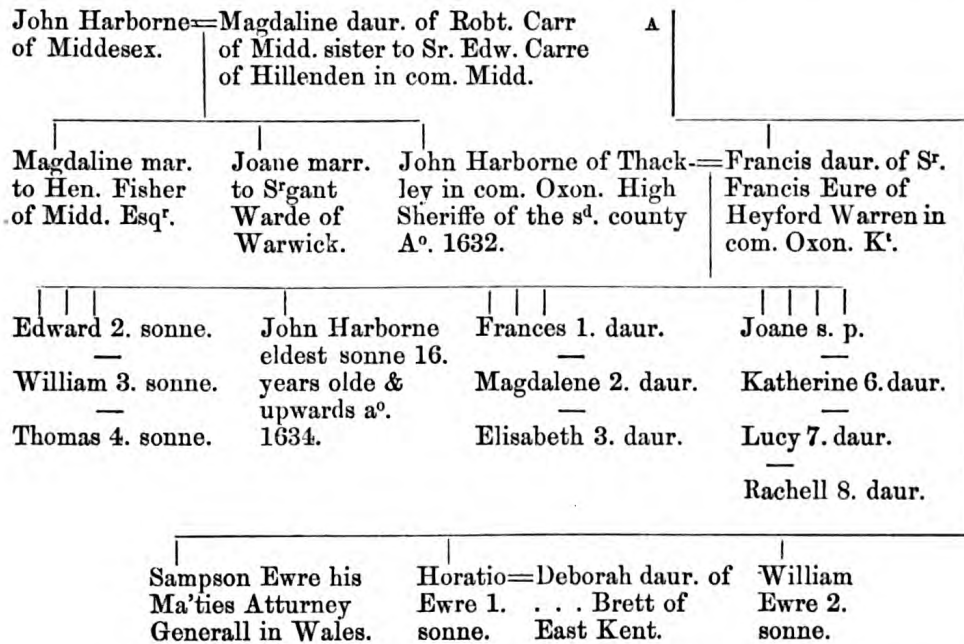 John Harborne=Magdaline daur. of Robt. Carr A
of Middesex. of Midd. sister to Sr. Edw. Carre
of Hillenden in com. Midd.
Magdaline mar.
to Hen. Fisher
of Midd. Esqr.
Joane marr.
to Srgant
Warde of
Warwick.
John Harborne of Thack-=Francis daur. of Sr.
ley in com. Oxon. High Francis Eure of
Sheriffe of the sd. county Heyford Warren in
Ao. 1632. com. Oxon. Kt.
Edward 2. sonne.
William 3. sonne.
Thomas 4. sonne.
John Harborne
eldest sonne 16.
years olde &
upwards ao.
1634.
Frances 1. daur.
Magdalene 2. daur.
Elisabeth 3. daur.
Joane s. p.
Katherine 6. daur.
Lucy 7. daur.
Rachell 8. daur.
Sampson Ewre his
Ma'ties Atturney
Generall in Wales.
Horatio=Deborah daur. of
Ewre 1. . . . Brett of
sonne. East Kent.
William
Ewre 2.
sonne.